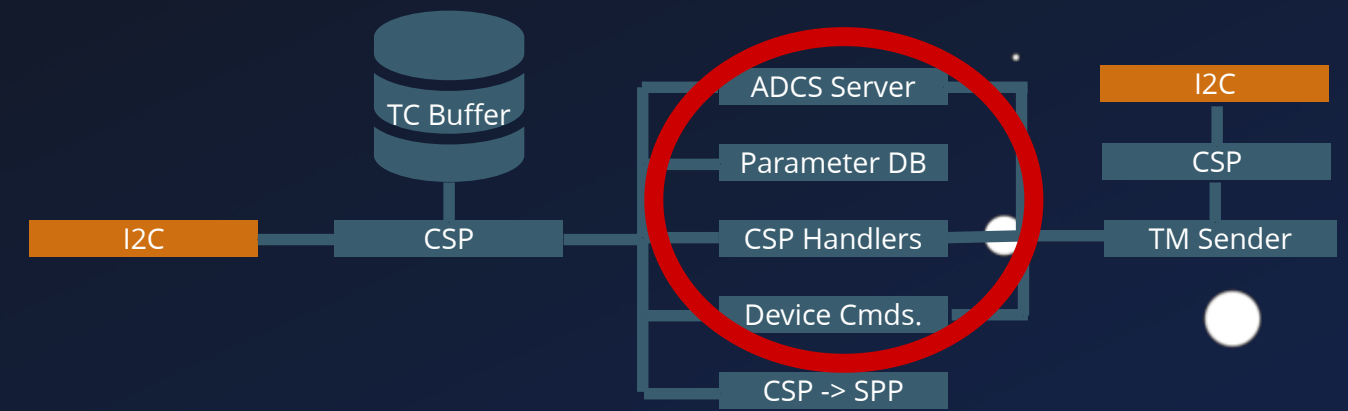 TC Buffer
I2C
CSP
ADCS Server
Parameter DB
CSP Handlers
Device Cmds.
CSP -> SPP
I2C
CSP
TM Sender